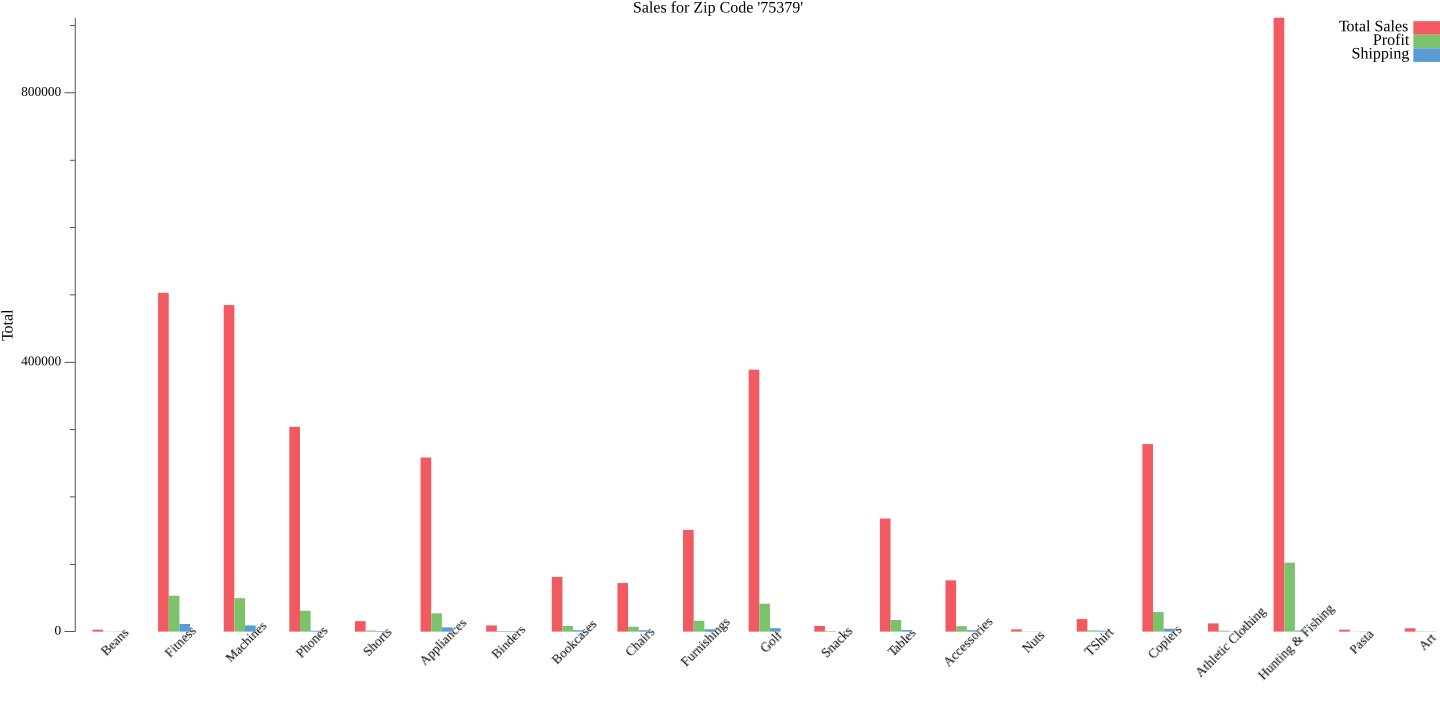 Sales for Zip Code '75379'
Total Sales
Profit
Shipping
800000
400000
0
Total
Beans
Fitness
Machines
Phones
Shorts
Appliances
Binders
Bookcases
Chairs
Furnishings
Golf
Snacks
Tables
Accessories
Nuts
TShirt
Copiers
Athletic Clothing
Hunting & Fishing
Pasta
Art